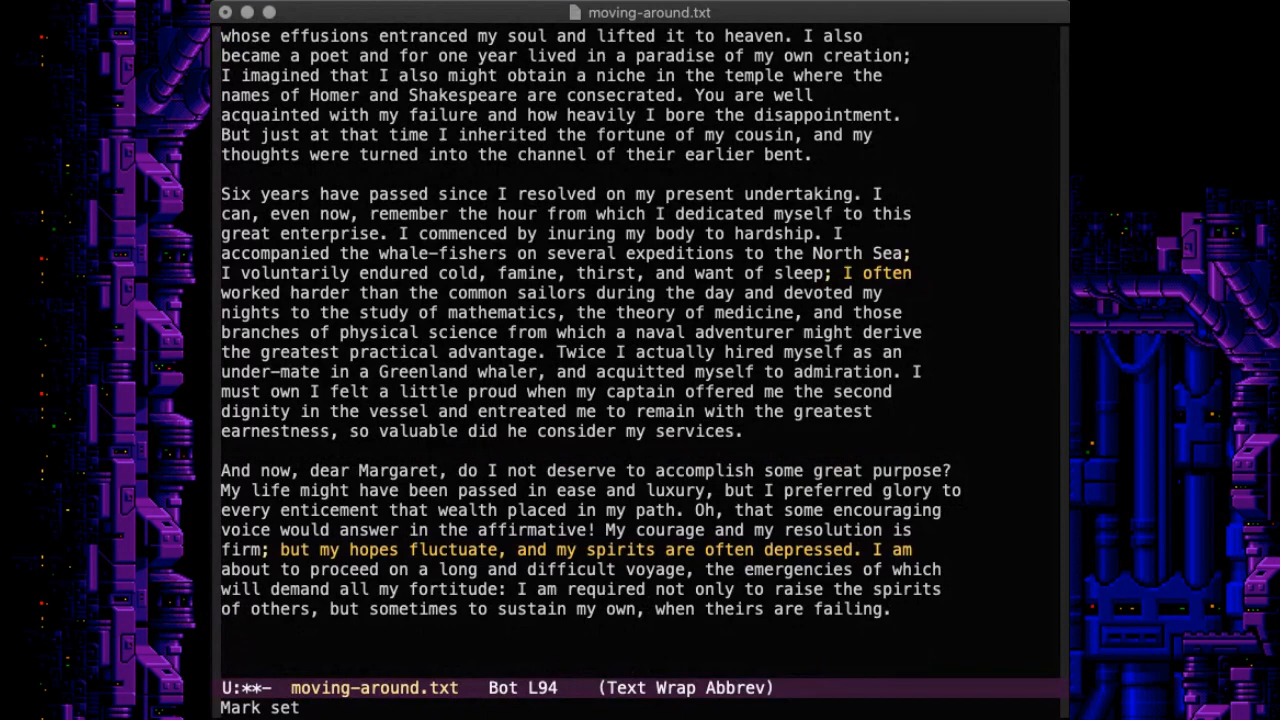 moving-around.txt
whose effusions entranced my soul and lifted it to heaven. I also
became a poet and for one year lived in a paradise of my own creation;
I imagined that I also might obtain a niche in the temple where the
names of Homer and Shakespeare are consecrated. You are well
acquainted with my failure and how heavily I bore the disappointment.
But just at that time I inherited the fortune of my cousin, and my
thoughts were turned into the channel of their earlier bent.
Six years have passed since I resolved on my present undertaking. I
can, even now, remember the hour from which I dedicated myself to this
great enterprise. I commenced by inuring my body to hardship. I
accompanied the whale-fishers on several expeditions to the North Sea;
I voluntarily endured cold, famine, thirst, and want of sleep; I often
worked harder than the common sailors during the day and devoted my
nights to the study of mathematics, the theory of medicine, and those
branches of physical science from which a naval adventurer might derive
the greatest practical advantage. Twice I actually hired myself as an
under-mate in a Greenland whaler, and acquitted myself to admiration. I
must own I felt a little proud when my captain offered me the second
dignity in the vessel and entreated me to remain with the greatest
earnestness, so valuable did he consider my services.
And now, dear Margaret, do I not deserve to accomplish some great purpose?
My life might have been passed in ease and luxury, but I preferred glory to
every enticement that wealth placed in my path. Oh, that some encouraging
voice would answer in the affirmative! My courage and my resolution is
firm; but my hopes fluctuate, and my spirits are often depressed. I am
about to proceed on a long and difficult voyage, the emergencies of which
will demand all my fortitude: I am required not only to raise the spirits
of others, but sometimes to sustain my own, when theirs are failing.
U:**- moving-around.txt Bot L94 (Text Wrap Abbrev)
Mark set